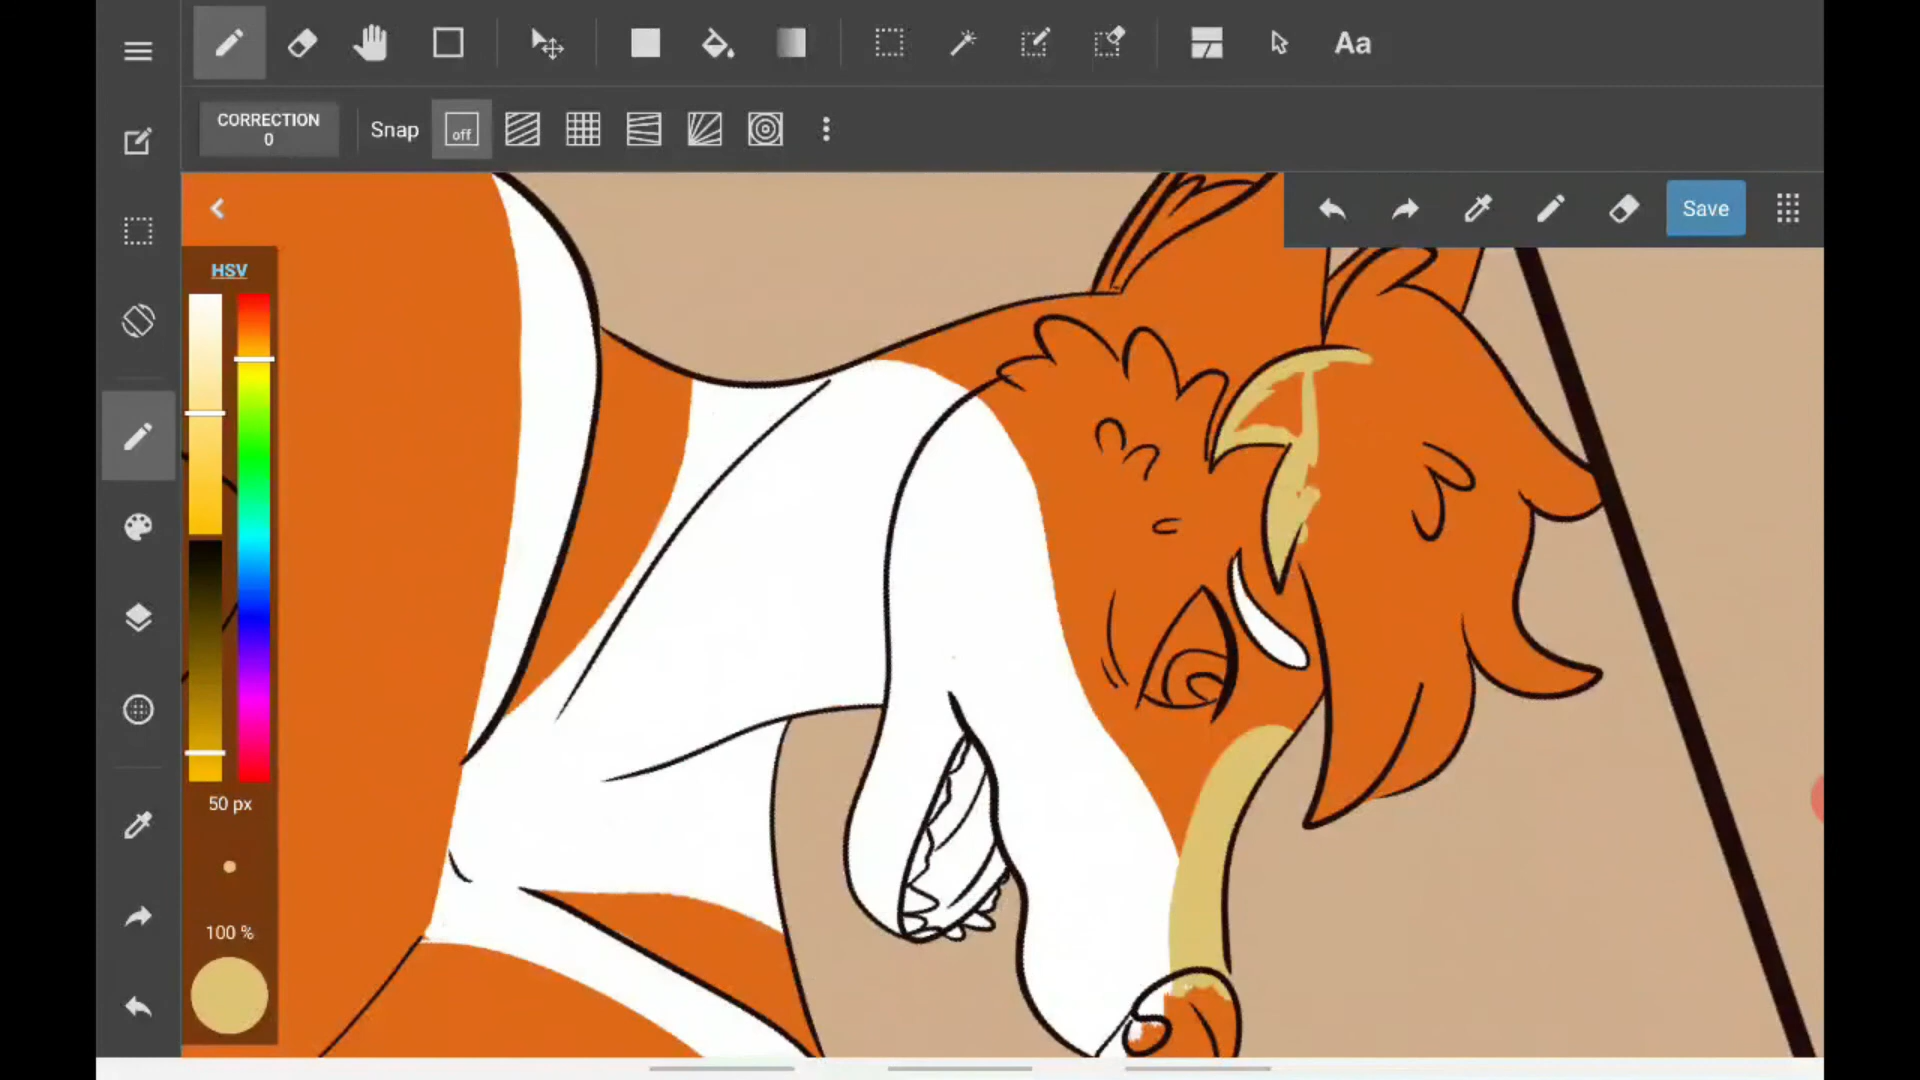 Aa
CORRECTION
0
Snap
off
Save
HSV
50 px
100 %